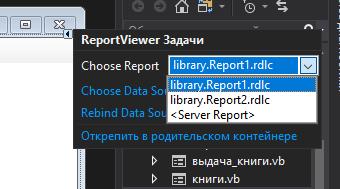 ReportViewer Задачи
Choose Report library.Report1.rdlc
library.Report1.rdlc
library.Report2.rdlc
<Server Report>
Choose Data Sou
Rebind Data Sou
Открепить в родительском контейнере
выдача_книги.vb
книги.vb